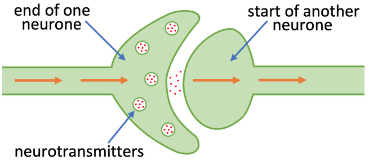 end of one
neurone
start of another
neurone
neurotransmitters